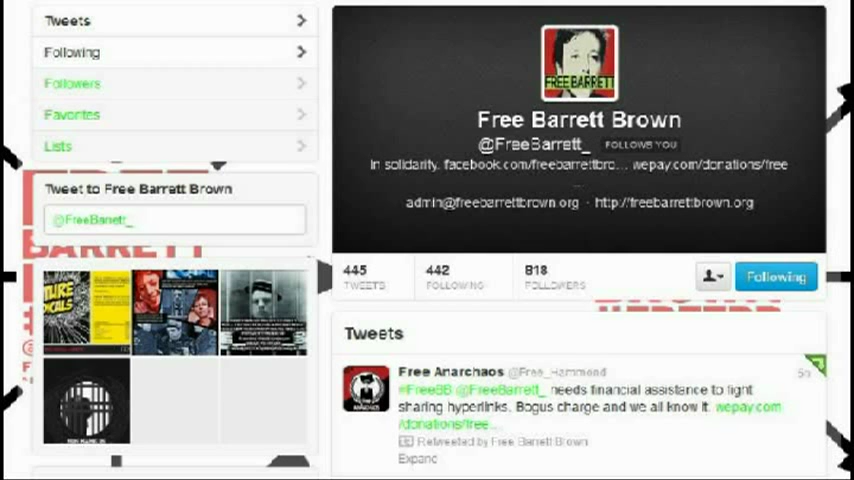 Tweets
Following
Followers
Favorites
Lists
Tweet to Free Barrett Brown
@FreeBarrett_
BARRETT
FREE BARRETT
Free Barrett Brown
@FreeBarrett_ FOLLOWS YOU
In solidarity. facebook.com/freebarrettbro... wepay.com/donations/free
...
admin@freebarrettbrown.org · http://freebarrettbrown.org
445 TWEETS
442 FOLLOWING
818 FOLLOWERS
Following
Tweets
Free Anarchaos @Free_Hammond
#FreeBB @FreeBarrett_ needs financial assistance to fight
sharing hyperlinks. Bogus charge and we all know it. wepay.com
/donations/free...
Retweeted by Free Barrett Brown
Expand